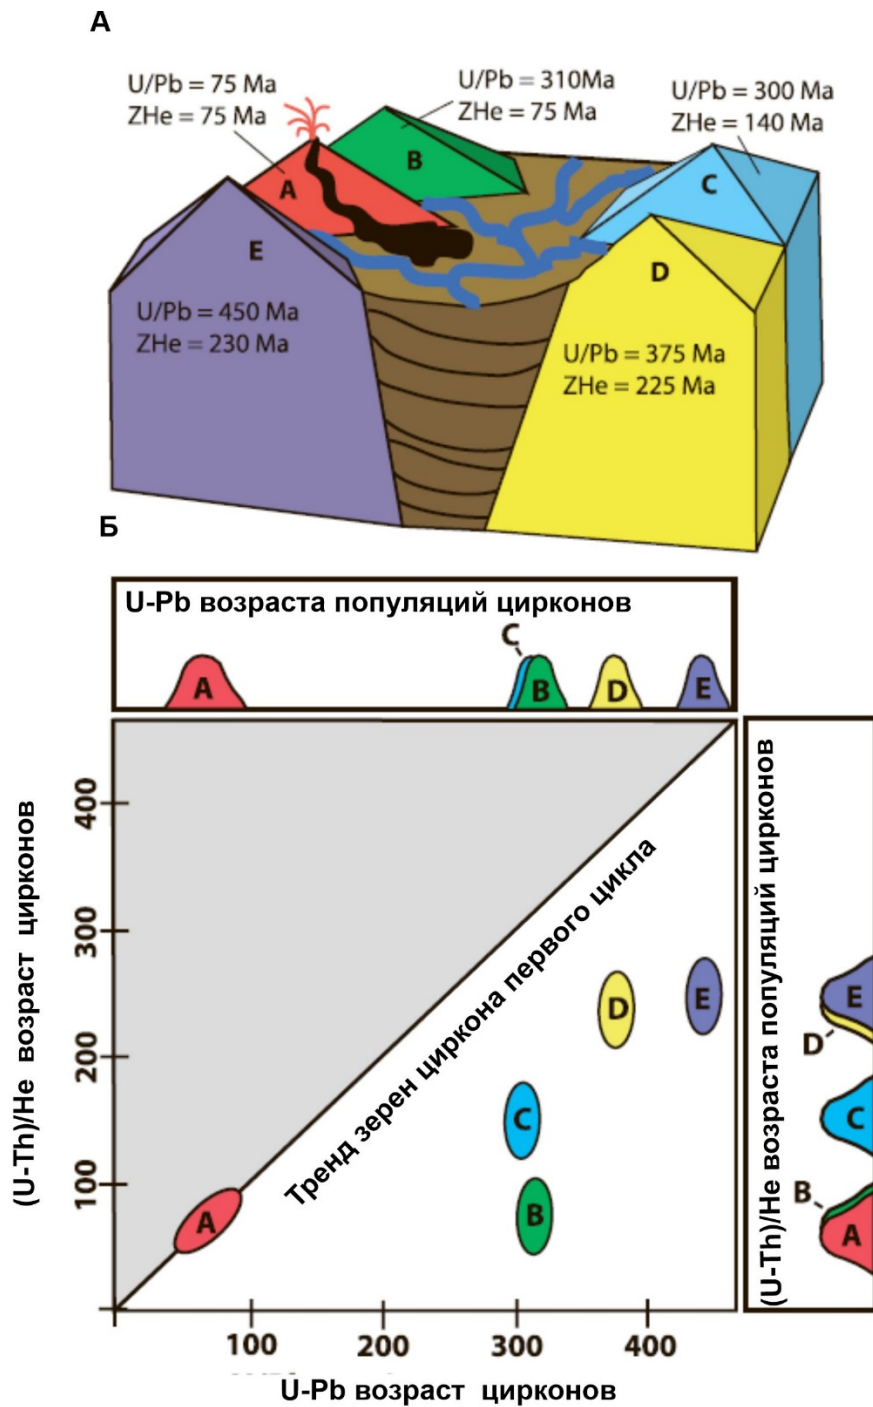 А
U/Pb = 75 Ma
ZHe = 75 Ma
U/Pb = 310Ma
ZHe = 75 Ma
U/Pb = 300 Ma
ZHe = 140 Ma
A
B
C
E
D
U/Pb = 450 Ma
ZHe = 230 Ma
U/Pb = 375 Ma
ZHe = 225 Ma
Б
U-Pb возраста популяций цирконов
C
A
B
D
E
(U-Th)/He возраст цирконов
400
300
200
100
Тренд зерен циркона первого цикла
D
E
C
B
A
(U-Th)/He возраста популяций цирконов
E
D
C
B
A
100
200
300
400
U-Pb возраст цирконов